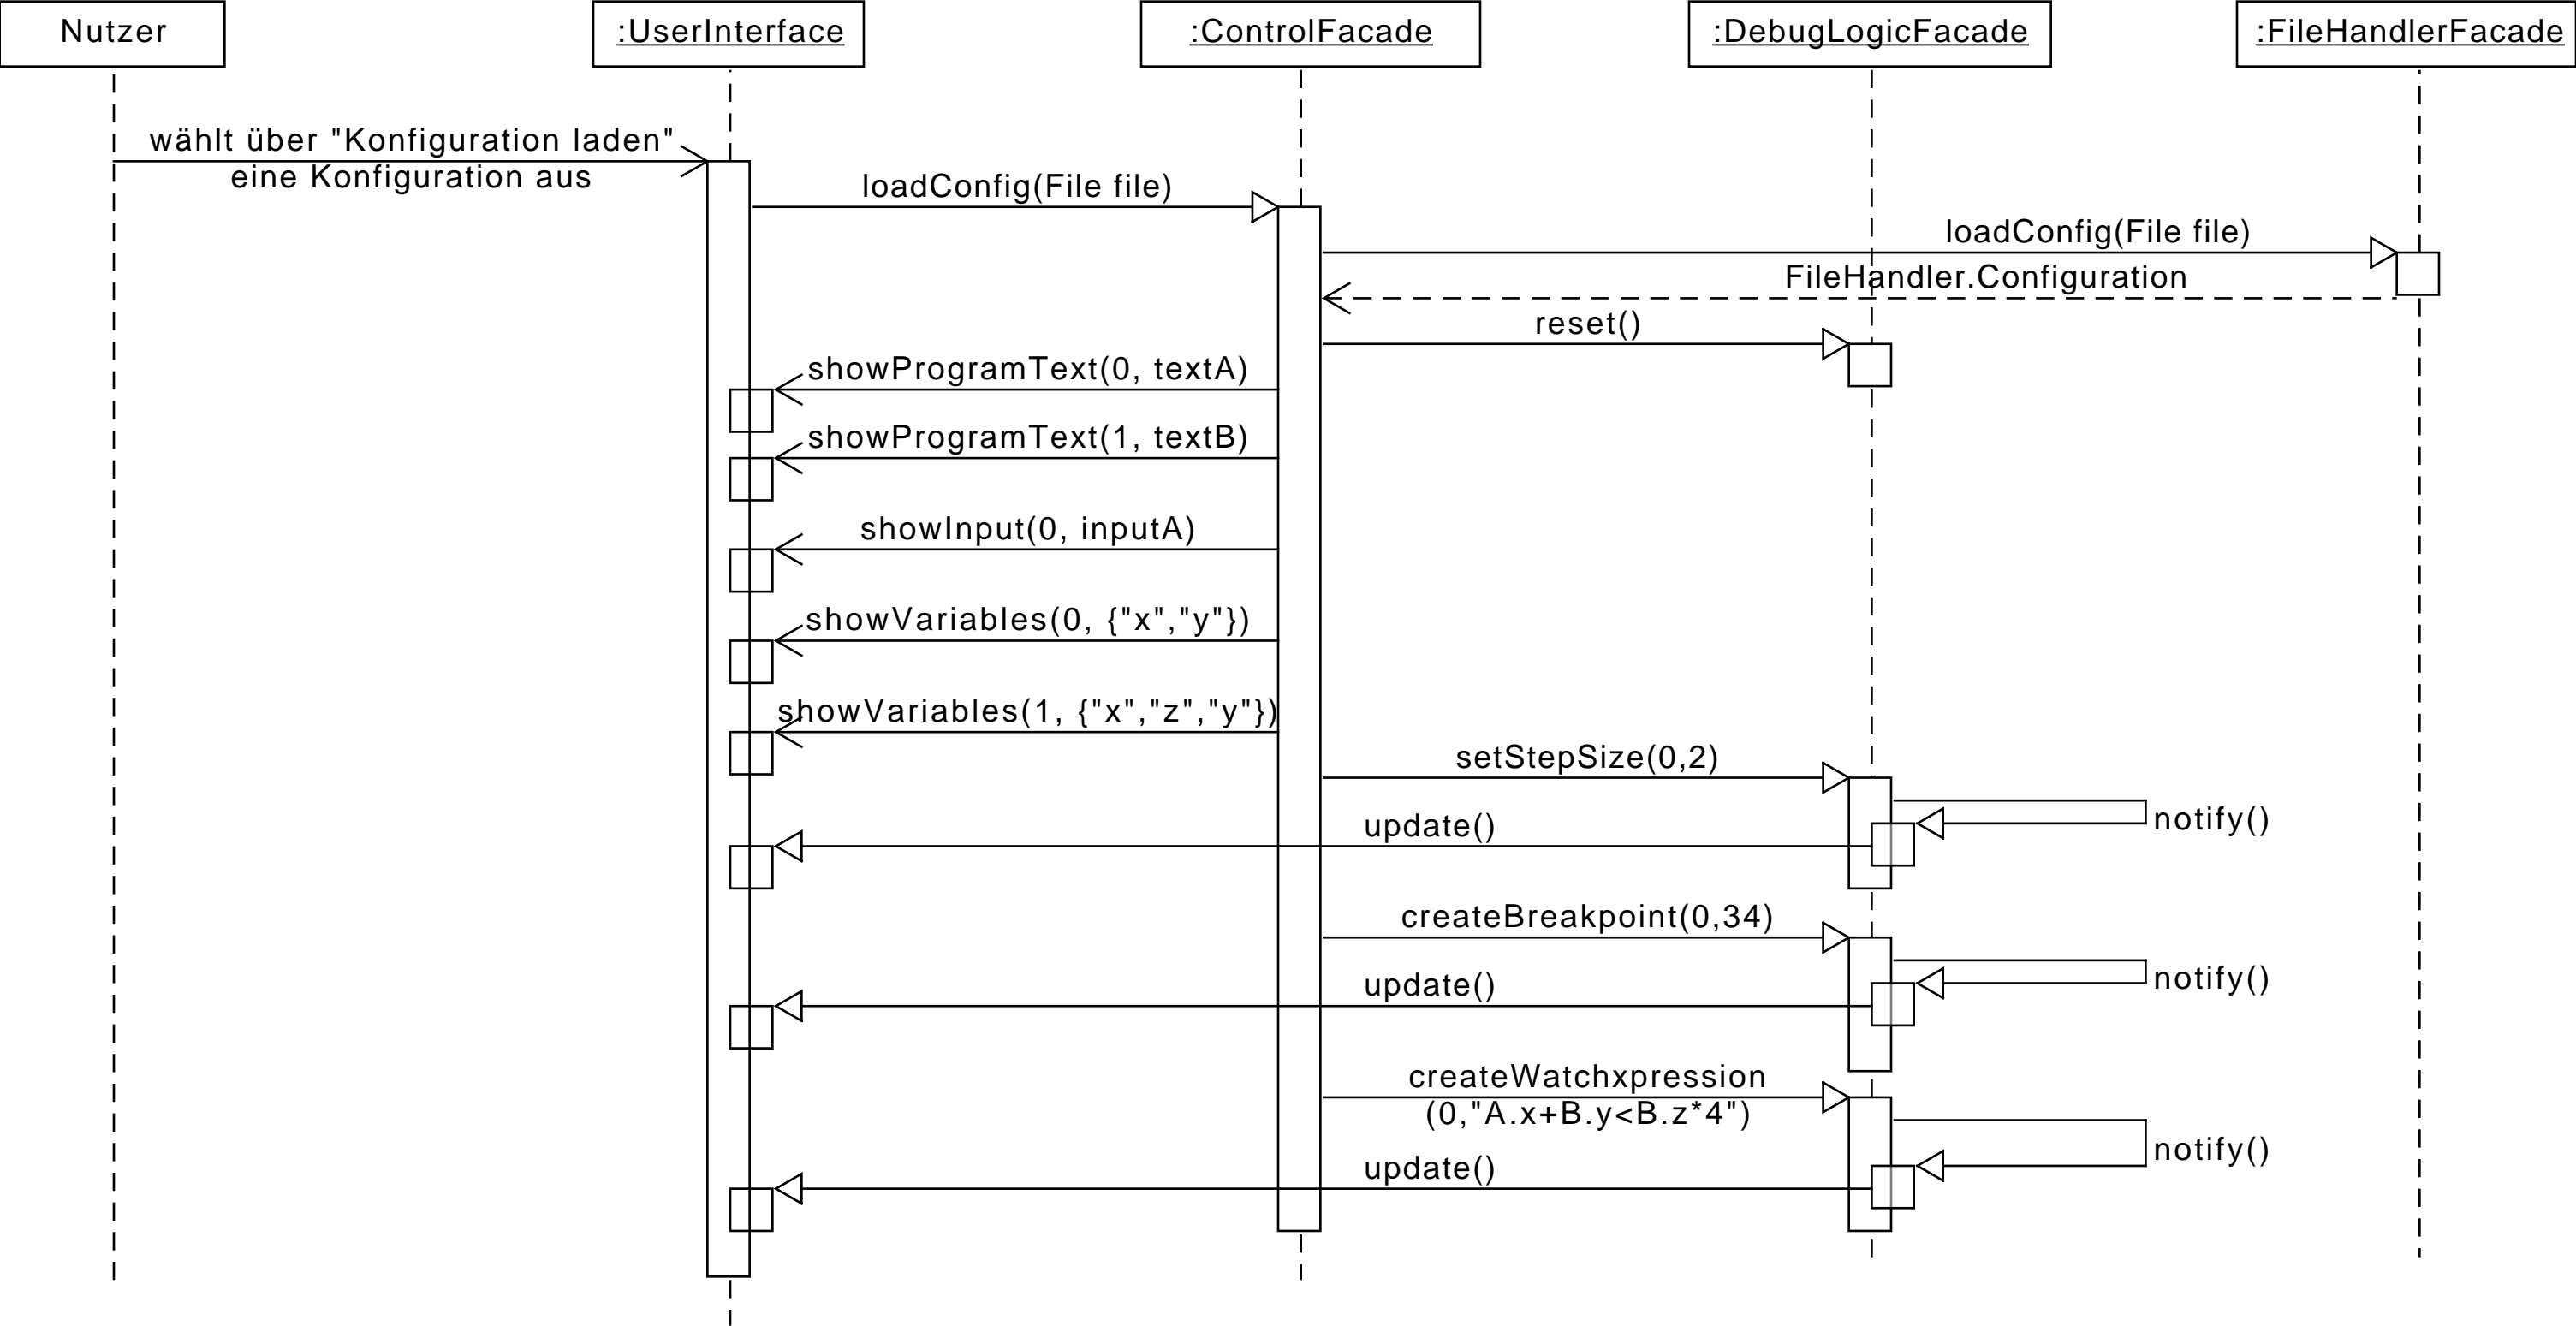 Nutzer
:UserInterface
:ControlFacade
:DebugLogicFacade
:FileHandlerFacade
wählt über "Konfiguration laden"
eine Konfiguration aus
loadConfig(File file)
loadConfig(File file)
FileHandler.Configuration
reset()
showProgramText(0, textA)
showProgramText(1, textB)
showInput(0, inputA)
showVariables(0, {"x","y"})
showVariables(1, {"x","z","y"})
setStepSize(0,2)
notify()
update()
createBreakpoint(0,34)
notify()
update()
createWatchxpression
(0,"A.x+B.y<B.z*4")
notify()
update()